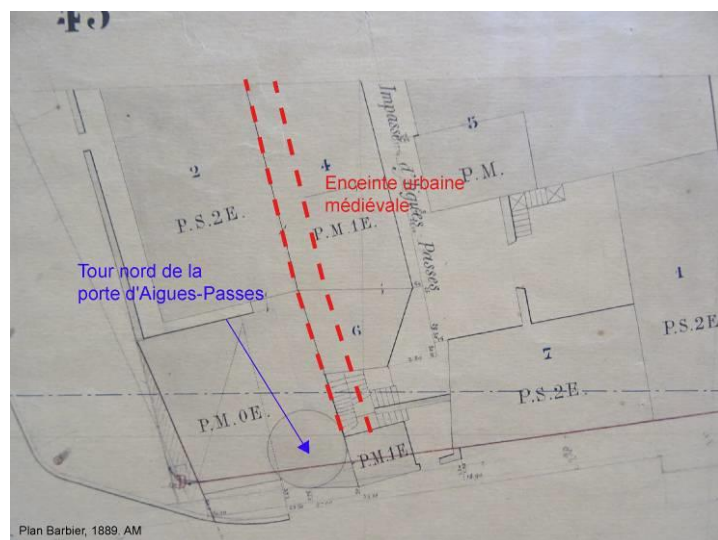 45
2
P.S.2E.
4
P.M.1E.
Impasse d'Aigues Passes
5
P.M.
Enceinte urbaine
médiévale
Tour nord de la
porte d'Aigues-Passes
1
P.S.2E
6
7
P.S.2E.
P.M.0E.
P.M.1E
Plan Barbier, 1889. AM